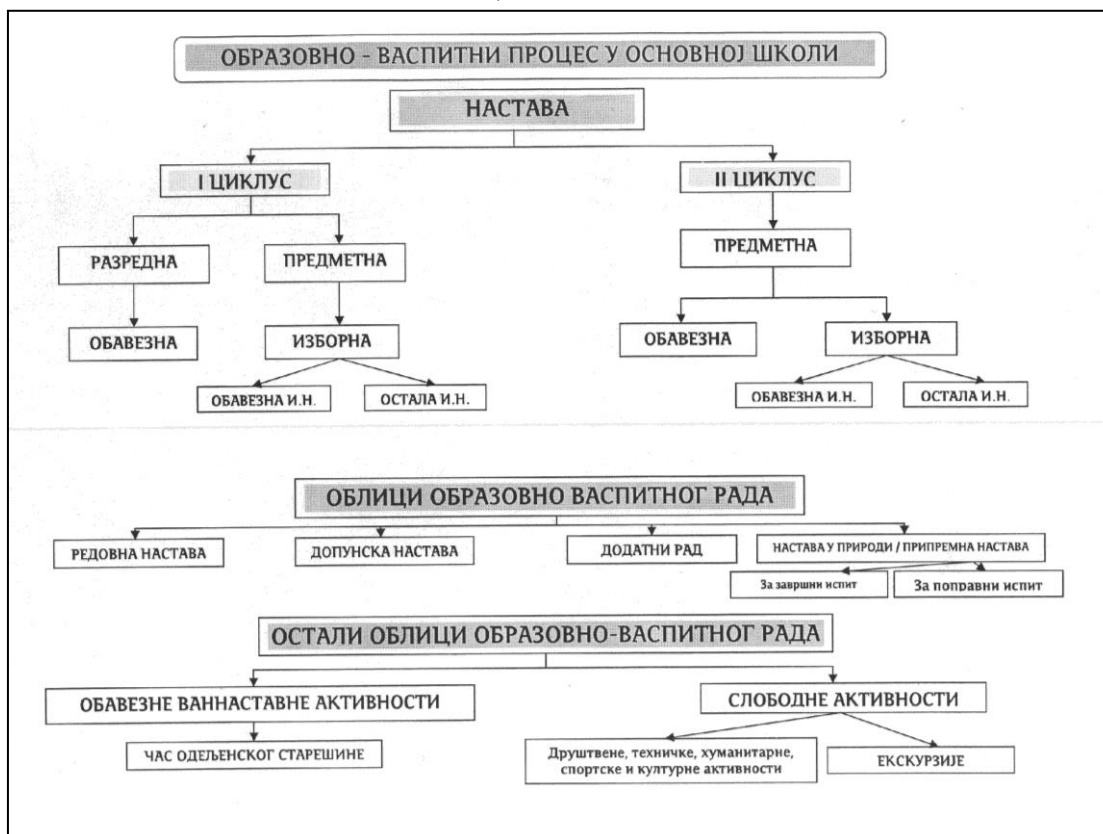 ОБРАЗОВНО - ВАСПИТНИ ПРОЦЕС У ОСНОВНОЈ ШКОЛИ
НАСТАВА
I ЦИКЛУС
II ЦИКЛУС
РАЗРЕДНА
ПРЕДМЕТНА
ПРЕДМЕТНА
ОБАВЕЗНА
ИЗБОРНА
ОБАВЕЗНА
ИЗБОРНА
ОБАВЕЗНА И.Н.
ОСТАЛА И.Н.
ОБАВЕЗНА И.Н.
ОСТАЛА И.Н.
ОБЛИЦИ ОБРАЗОВНО ВАСПИТНОГ РАДА
РЕДОВНА НАСТАВА
ДОПУНСКА НАСТАВА
ДОДАТНИ РАД
НАСТАВА У ПРИРОДИ / ПРИПРЕМНА НАСТАВА
За завршни испит
За поправни испит
ОСТАЛИ ОБЛИЦИ ОБРАЗОВНО-ВАСПИТНОГ РАДА
ОБАВЕЗНЕ ВАННАСТАВНЕ АКТИВНОСТИ
СЛОБОДНЕ АКТИВНОСТИ
ЧАС ОДЕЉЕНСКОГ СТАРЕШИНЕ
Друштвене, техничке, хуманитарне,
спортске и културне активности
ЕКСКУРЗИЈЕ